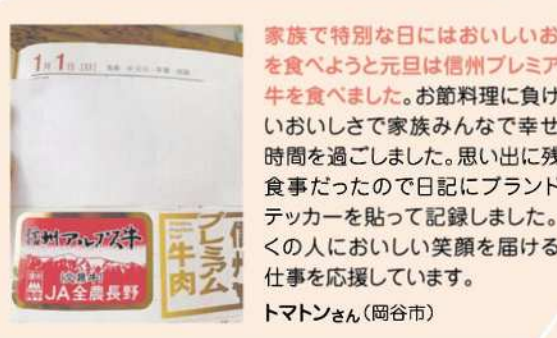 1月1日
信州アルプス牛
(交雑牛)
JA全農長野
信州
プレミアム
牛肉
家族で特別な日にはおいしいお
を食べようと元旦は信州プレミア
牛を食べました。お節料理に負け
いおいしさで家族みんなで幸せ
時間を過ごしました。思い出に残
食事だったので日記にブランド
テッカーを貼って記録しました。
くの人においしい笑顔を届ける
仕事を応援しています。
トマトンさん(岡谷市)